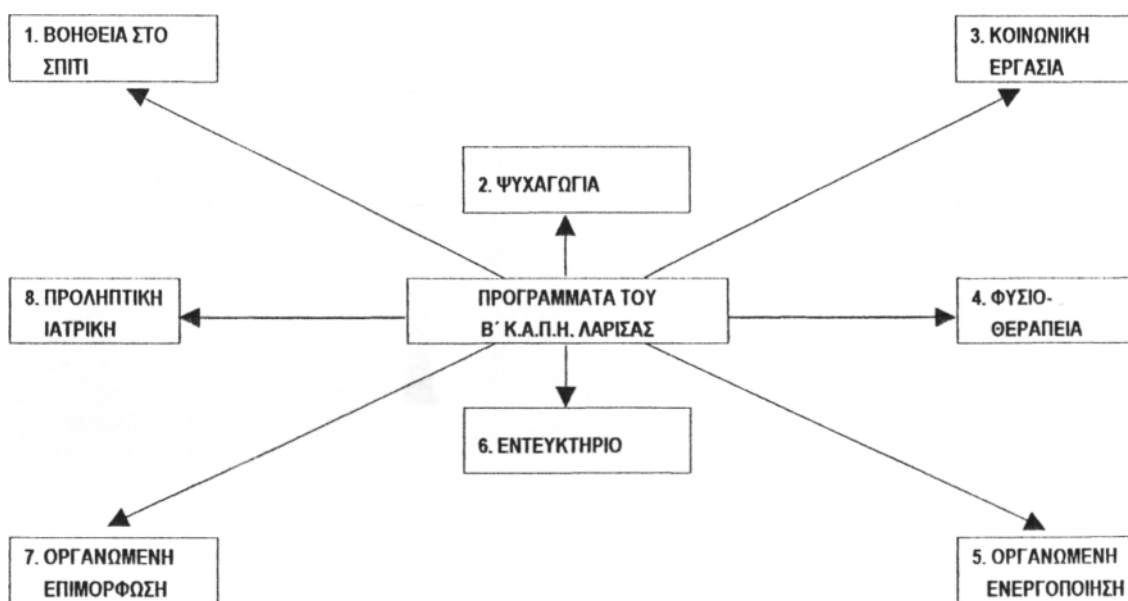 1. ΒΟΗΘΕΙΑ ΣΤΟ
ΣΠΙΤΙ
3. ΚΟΙΝΩΝΙΚΗ
ΕΡΓΑΣΙΑ
2. ΨΥΧΑΓΩΓΙΑ
8. ΠΡΟΛΗΠΤΙΚΗ
ΙΑΤΡΙΚΗ
ΠΡΟΓΡΑΜΜΑΤΑ ΤΟΥ
Β΄ Κ.Α.Π.Η. ΛΑΡΙΣΑΣ
4. ΦΥΣΙΟ-
ΘΕΡΑΠΕΙΑ
6. ΕΝΤΕΥΚΤΗΡΙΟ
7. ΟΡΓΑΝΩΜΕΝΗ
ΕΠΙΜΟΡΦΩΣΗ
5. ΟΡΓΑΝΩΜΕΝΗ
ΕΝΕΡΓΟΠΟΙΗΣΗ